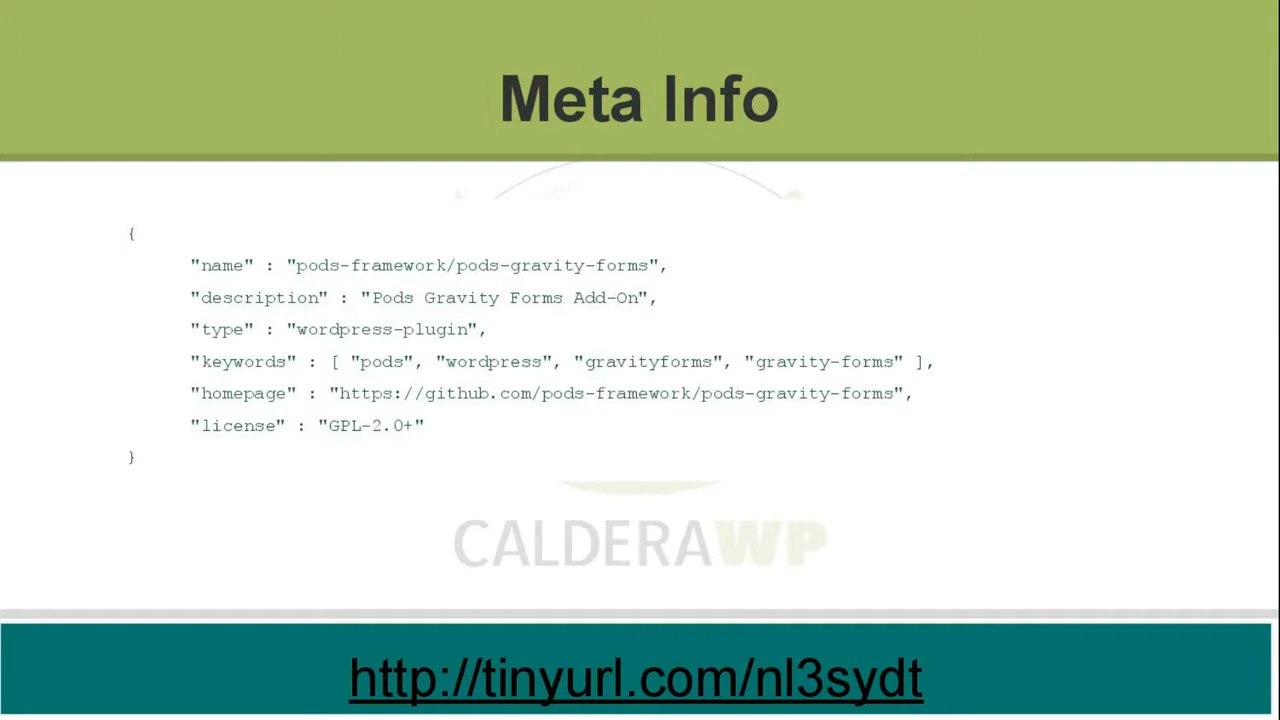 Meta Info
{
"name" : "pods-framework/pods-gravity-forms",
"description" : "Pods Gravity Forms Add-On",
"type" : "wordpress-plugin",
"keywords" : [ "pods", "wordpress", "gravityforms", "gravity-forms" ],
"homepage" : "https://github.com/pods-framework/pods-gravity-forms",
"license" : "GPL-2.0+"
}
CALDERAWP
http://tinyurl.com/nl3sydt